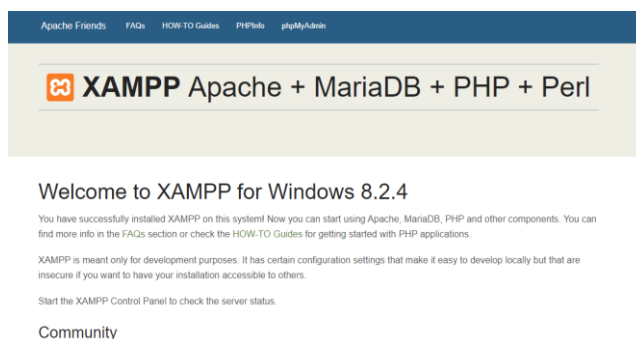 Apache Friends FAQs HOW-TO Guides PHPInfo phpMyAdmin
XAMPP Apache + MariaDB + PHP + Perl
Welcome to XAMPP for Windows 8.2.4
You have successfully installed XAMPP on this system! Now you can start using Apache, MariaDB, PHP and other components. You can
find more info in the FAQs section or check the HOW-TO Guides for getting started with PHP applications.
XAMPP is meant only for development purposes. It has certain configuration settings that make it easy to develop locally but that are
insecure if you want to have your installation accessible to others.
Start the XAMPP Control Panel to check the server status.
Community